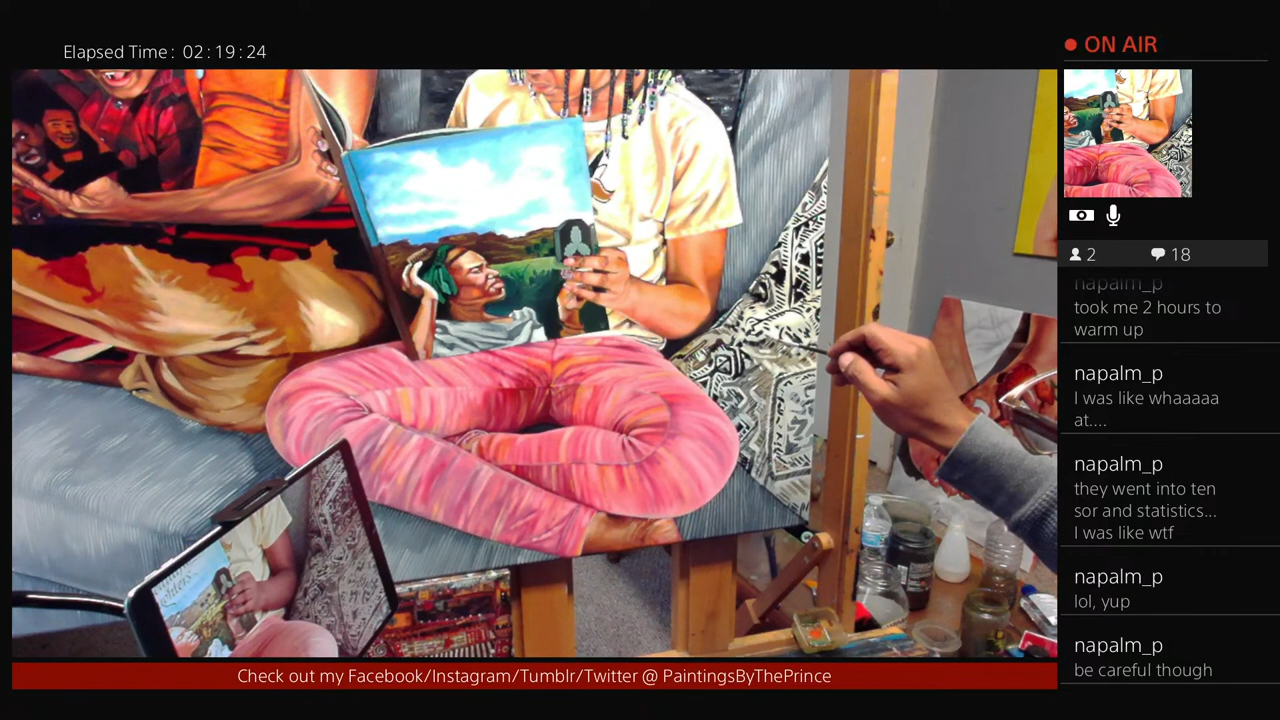 Elapsed Time: 02:19:24
ON AIR
2
18
napalm_p
took me 2 hours to
warm up
napalm_p
I was like whaaaaa
at....
napalm_p
they went into ten
sor and statistics...
I was like wtf
napalm_p
lol, yup
napalm_p
be careful though
Check out my Facebook/Instagram/Tumblr/Twitter @ PaintingsByThePrince